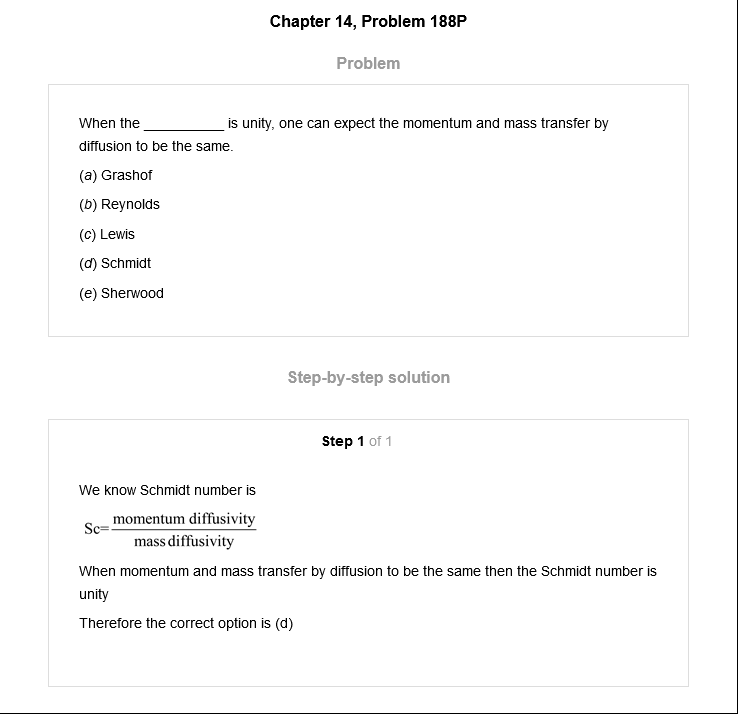 Chapter 14, Problem 188P
Problem
When the __________ is unity, one can expect the momentum and mass transfer by
diffusion to be the same.
(a) Grashof
(b) Reynolds
(c) Lewis
(d) Schmidt
(e) Sherwood
Step-by-step solution
Step 1 of 1
We know Schmidt number is
Sc= momentum diffusivity
mass diffusivity
When momentum and mass transfer by diffusion to be the same then the Schmidt number is
unity
Therefore the correct option is (d)